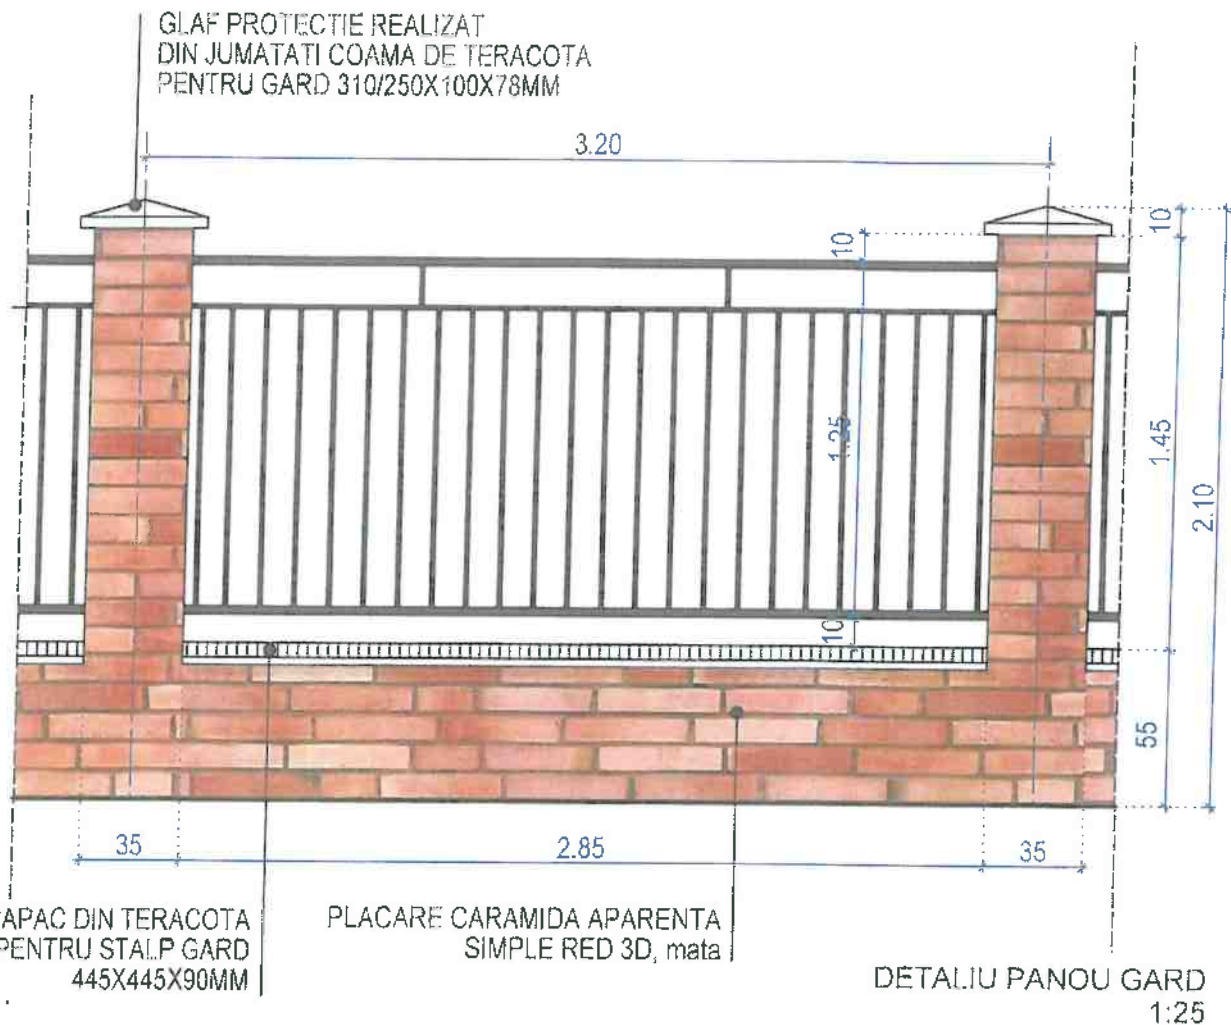 GLAF PROTECTIE REALIZAT
DIN JUMATATI COAMA DE TERACOTA
PENTRU GARD 310/250X100X78MM
3.20
10
10
1.25
1.45
2.10
10
55
35
2.85
35
APAC DIN TERACOTA
PENTRU STALP GARD
445X445X90MM
PLACARE CARAMIDA APARENTA
SIMPLE RED 3D, mata
DETALIU PANOU GARD
1:25